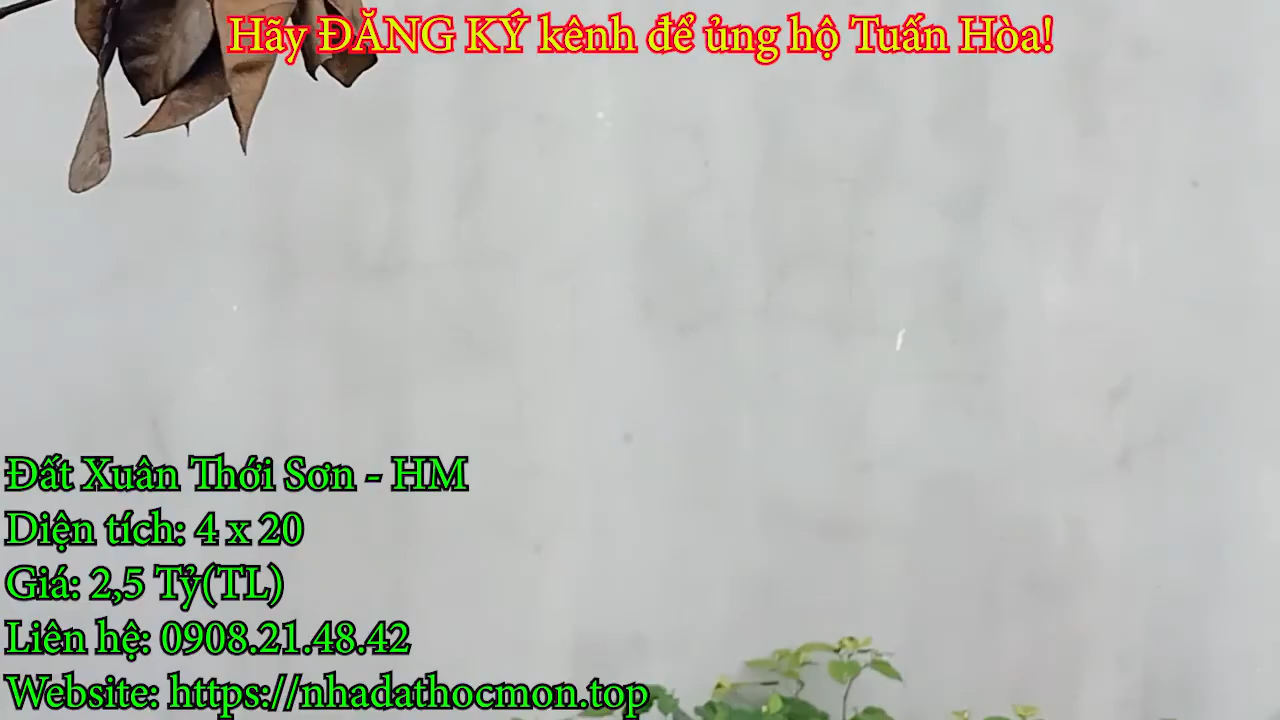 Hãy ĐĂNG KÝ kênh để ủng hộ Tuấn Hòa!
Đất Xuân Thới Sơn - HM
Diện tích: 4 x 20
Giá: 2,5 Tỷ(TL)
Liên hệ: 0908.21.48.42
Website: https://nhadathocmon.top